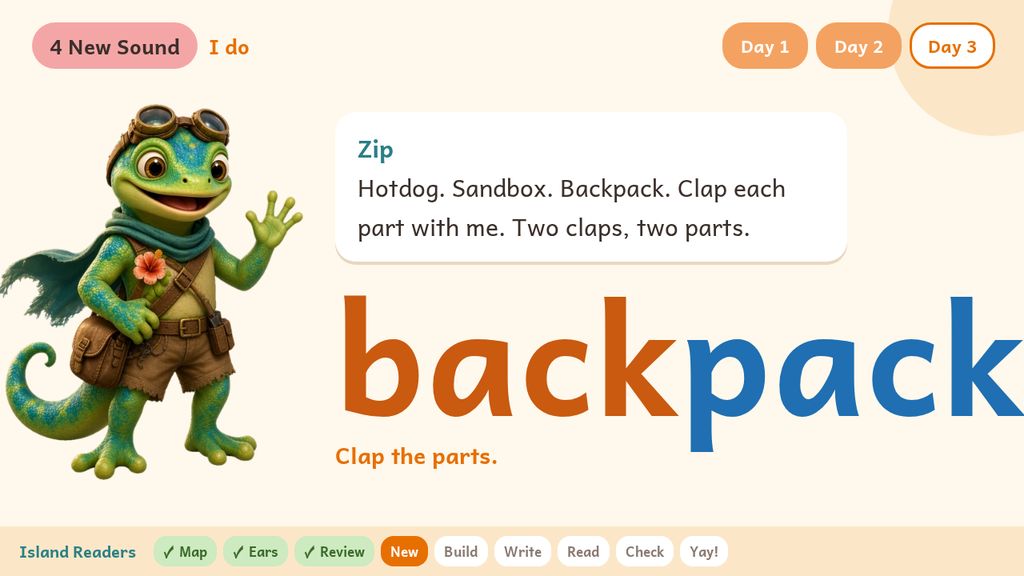 4 New Sound I do
Day 1 Day 2 Day 3
Zip
Hotdog. Sandbox. Backpack. Clap each
part with me. Two claps, two parts.
backpack
Clap the parts.
Island Readers ✓ Map ✓ Ears ✓ Review New Build Write Read Check Yay!